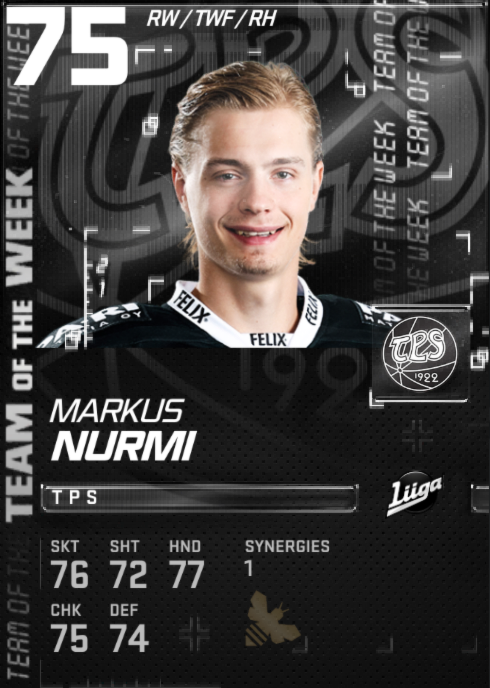 75
RW / TWF / RH
TEAM OF THE WEEK
TEAM OF THE WEEK
TEAM OF THE WEEK
FELIX
FELIX
FELIX
TPS
1922
MARKUS
NURMI
TPS
Liiga
SKT SHT HND SYNERGIES
76 72 77 1
CHK DEF
75 74